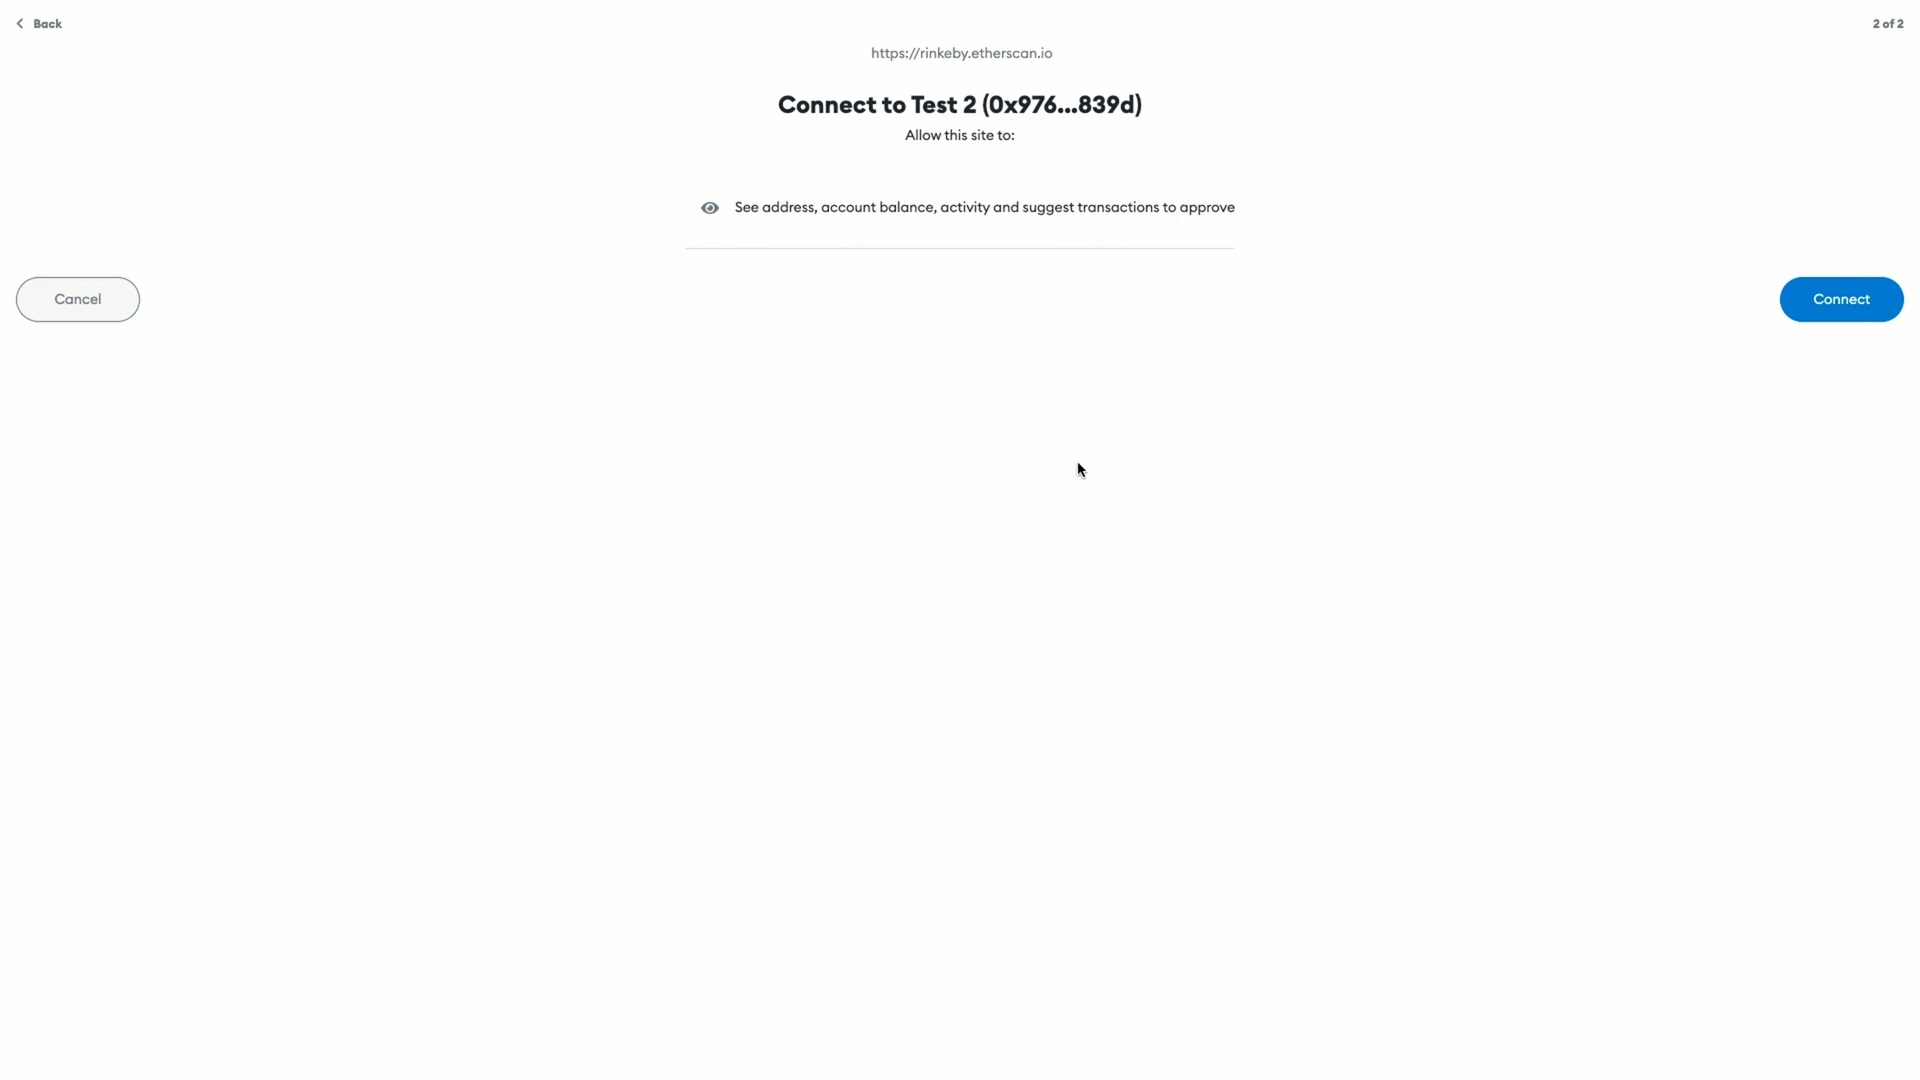 Back
2 of 2
https://rinkeby.etherscan.io
Connect to Test 2 (0x976...839d)
Allow this site to:
See address, account balance, activity and suggest transactions to approve
Cancel
Connect